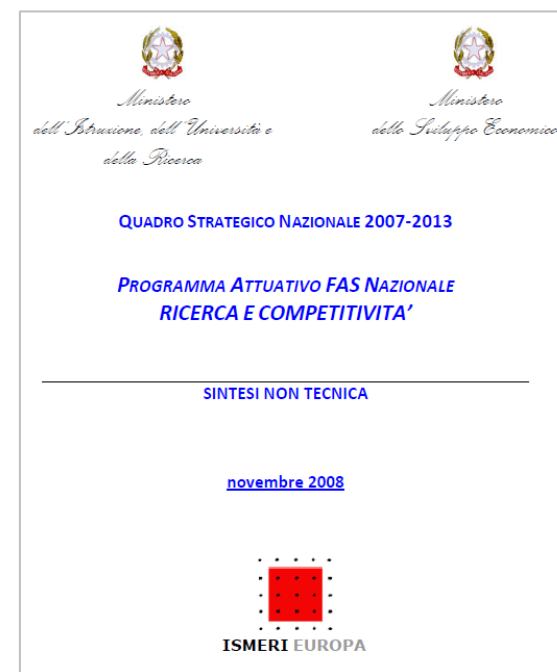 Ministero
dell'Istruzione, dell'Università e
della Ricerca
Ministero
dello Sviluppo Economico
QUADRO STRATEGICO NAZIONALE 2007-2013
PROGRAMMA ATTUATIVO FAS NAZIONALE
RICERCA E COMPETITIVITA'
SINTESI NON TECNICA
novembre 2008
ISMERI EUROPA